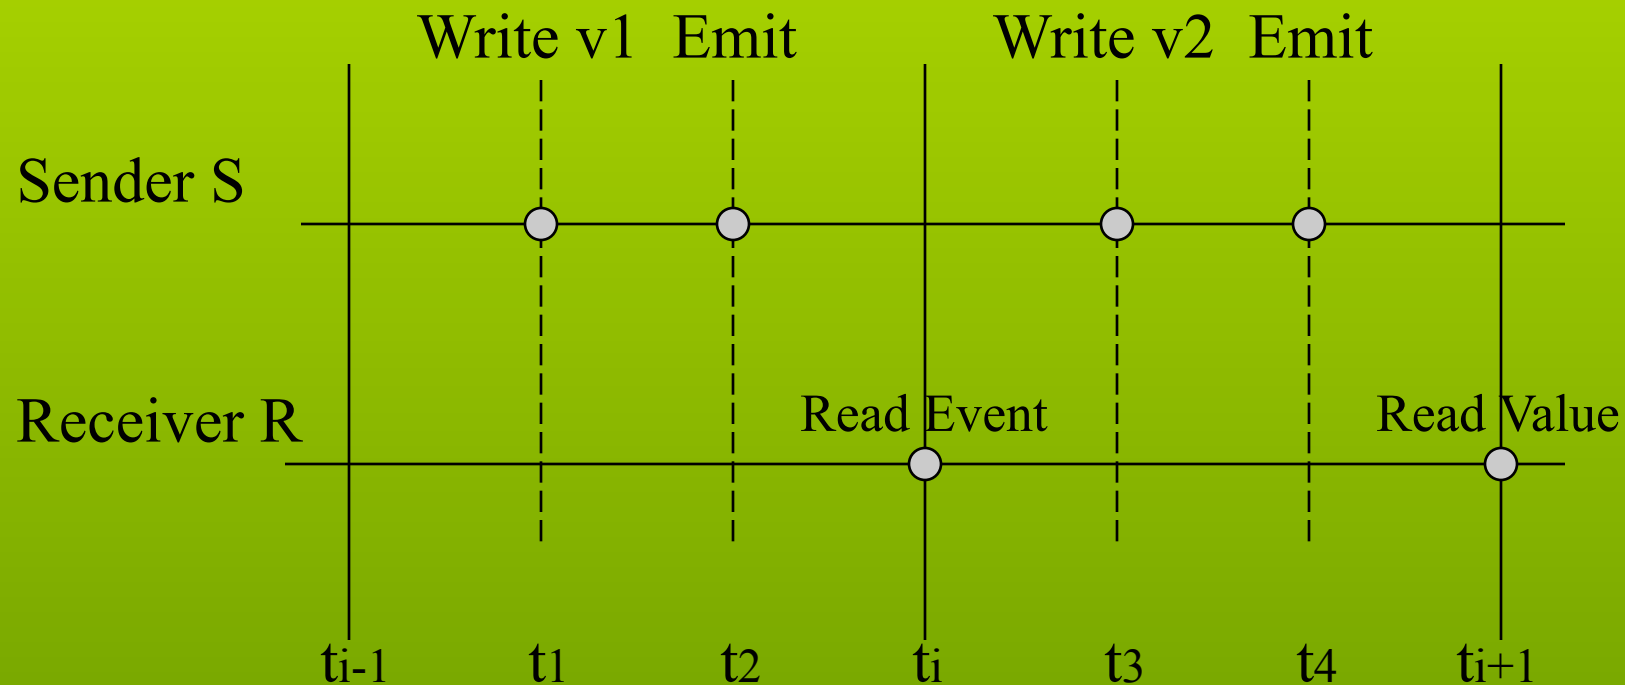 Write v1 Emit Write v2 Emit
Sender S
Receiver R
Read Event Read Value
ti-1 t1 t2 ti t3 t4 ti+1